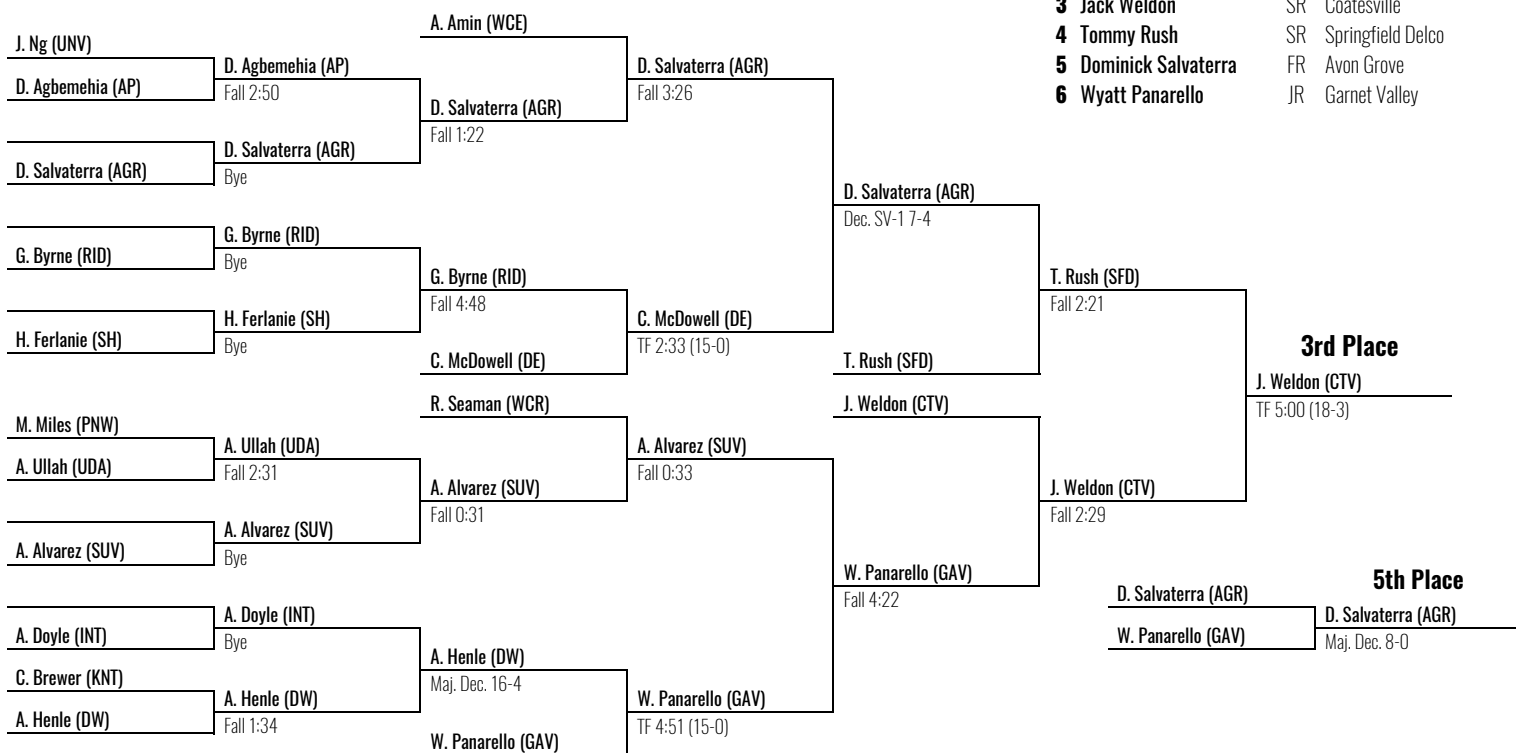 3 Jack Weldon SR Coatesville
4 Tommy Rush SR Springfield Delco
5 Dominick Salvaterra FR Avon Grove
6 Wyatt Panarello JR Garnet Valley
J. Ng (UNV)
D. Agbemehia (AP)
D. Salvaterra (AGR)
G. Byrne (RID)
H. Ferlanie (SH)
M. Miles (PNW)
A. Ullah (UDA)
A. Alvarez (SUV)
A. Doyle (INT)
C. Brewer (KNT)
A. Henle (DW)
D. Agbemehia (AP)
Fall 2:50
D. Salvaterra (AGR)
Bye
G. Byrne (RID)
Bye
H. Ferlanie (SH)
Bye
A. Ullah (UDA)
Fall 2:31
A. Alvarez (SUV)
Bye
A. Doyle (INT)
Bye
A. Henle (DW)
Fall 1:34
A. Amin (WCE)
D. Salvaterra (AGR)
Fall 1:22
G. Byrne (RID)
Fall 4:48
C. McDowell (DE)
R. Seaman (WCR)
A. Alvarez (SUV)
Fall 0:31
A. Henle (DW)
Maj. Dec. 16-4
W. Panarello (GAV)
D. Salvaterra (AGR)
Fall 3:26
C. McDowell (DE)
TF 2:33 (15-0)
A. Alvarez (SUV)
Fall 0:33
W. Panarello (GAV)
TF 4:51 (15-0)
D. Salvaterra (AGR)
Dec. SV-1 7-4
T. Rush (SFD)
J. Weldon (CTV)
W. Panarello (GAV)
Fall 4:22
T. Rush (SFD)
Fall 2:21
J. Weldon (CTV)
Fall 2:29
3rd Place
J. Weldon (CTV)
TF 5:00 (18-3)
5th Place
D. Salvaterra (AGR)
W. Panarello (GAV)
D. Salvaterra (AGR)
Maj. Dec. 8-0